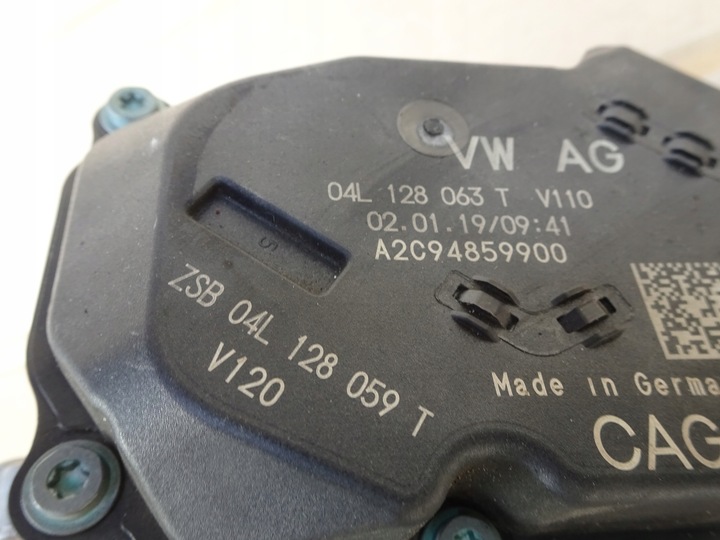 VW AG
04L 128 063 T V110
02.01.19/09:41
A2C94859900
ZSB 04L 128 059 T
V120
Made in Germa
CAG